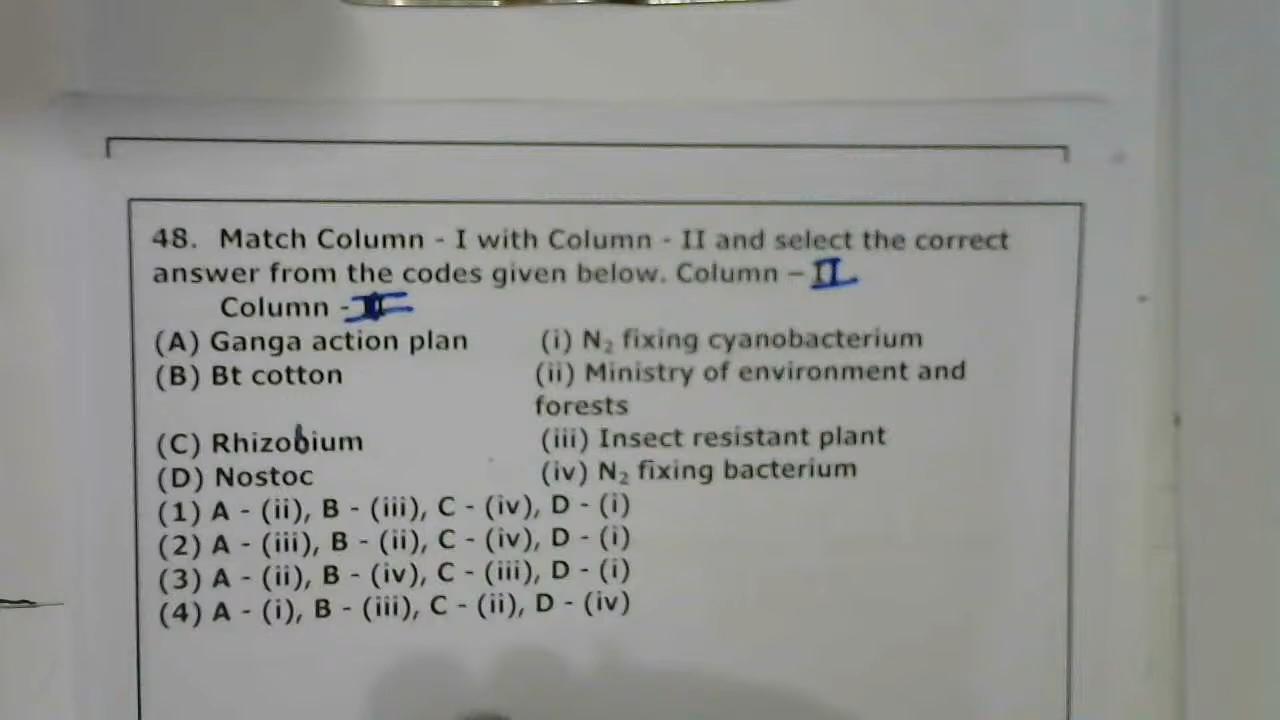 48. Match Column - I with Column - II and select the correct
answer from the codes given below. Column – II
Column - I
(A) Ganga action plan (i) N₂ fixing cyanobacterium
(B) Bt cotton (ii) Ministry of environment and
forests
(C) Rhizobium (iii) Insect resistant plant
(D) Nostoc (iv) N₂ fixing bacterium
(1) A - (ii), B - (iii), C - (iv), D - (i)
(2) A - (iii), B - (ii), C - (iv), D - (i)
(3) A - (ii), B - (iv), C - (iii), D - (i)
(4) A - (i), B - (iii), C - (ii), D - (iv)